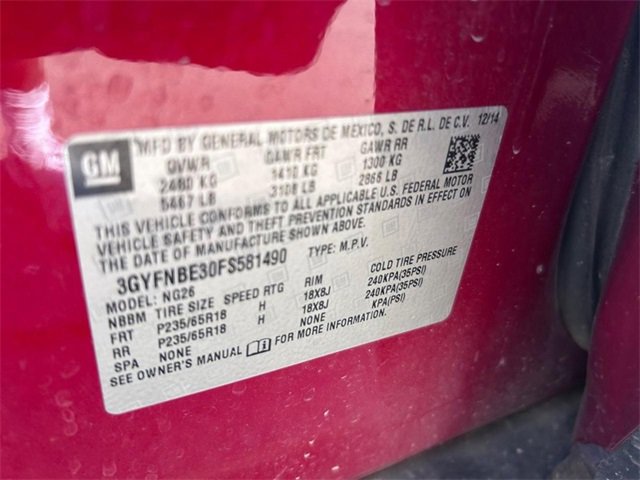 GM
MFD BY GENERAL MOTORS DE MEXICO, S. DE R.L. DE C.V. 12/14
GVWR GAWR FRT GAWR RR
2480 KG 1410 KG 1300 KG
5467 LB 3108 LB 2866 LB
THIS VEHICLE CONFORMS TO ALL APPLICABLE U.S. FEDERAL MOTOR
VEHICLE SAFETY AND THEFT PREVENTION STANDARDS IN EFFECT ON
THE DATE OF MANUFACTURE SHOWN ABOVE.
3GYFNBE30FS581490 TYPE: M.P.V.
MODEL: NG26
NBBM TIRE SIZE SPEED RTG RIM COLD TIRE PRESSURE
FRT P235/65R18 H 18X8J 240KPA(35PSI)
RR P235/65R18 H 18X8J 240KPA(35PSI)
SPA NONE NONE KPA(PSI)
SEE OWNER'S MANUAL FOR MORE INFORMATION.